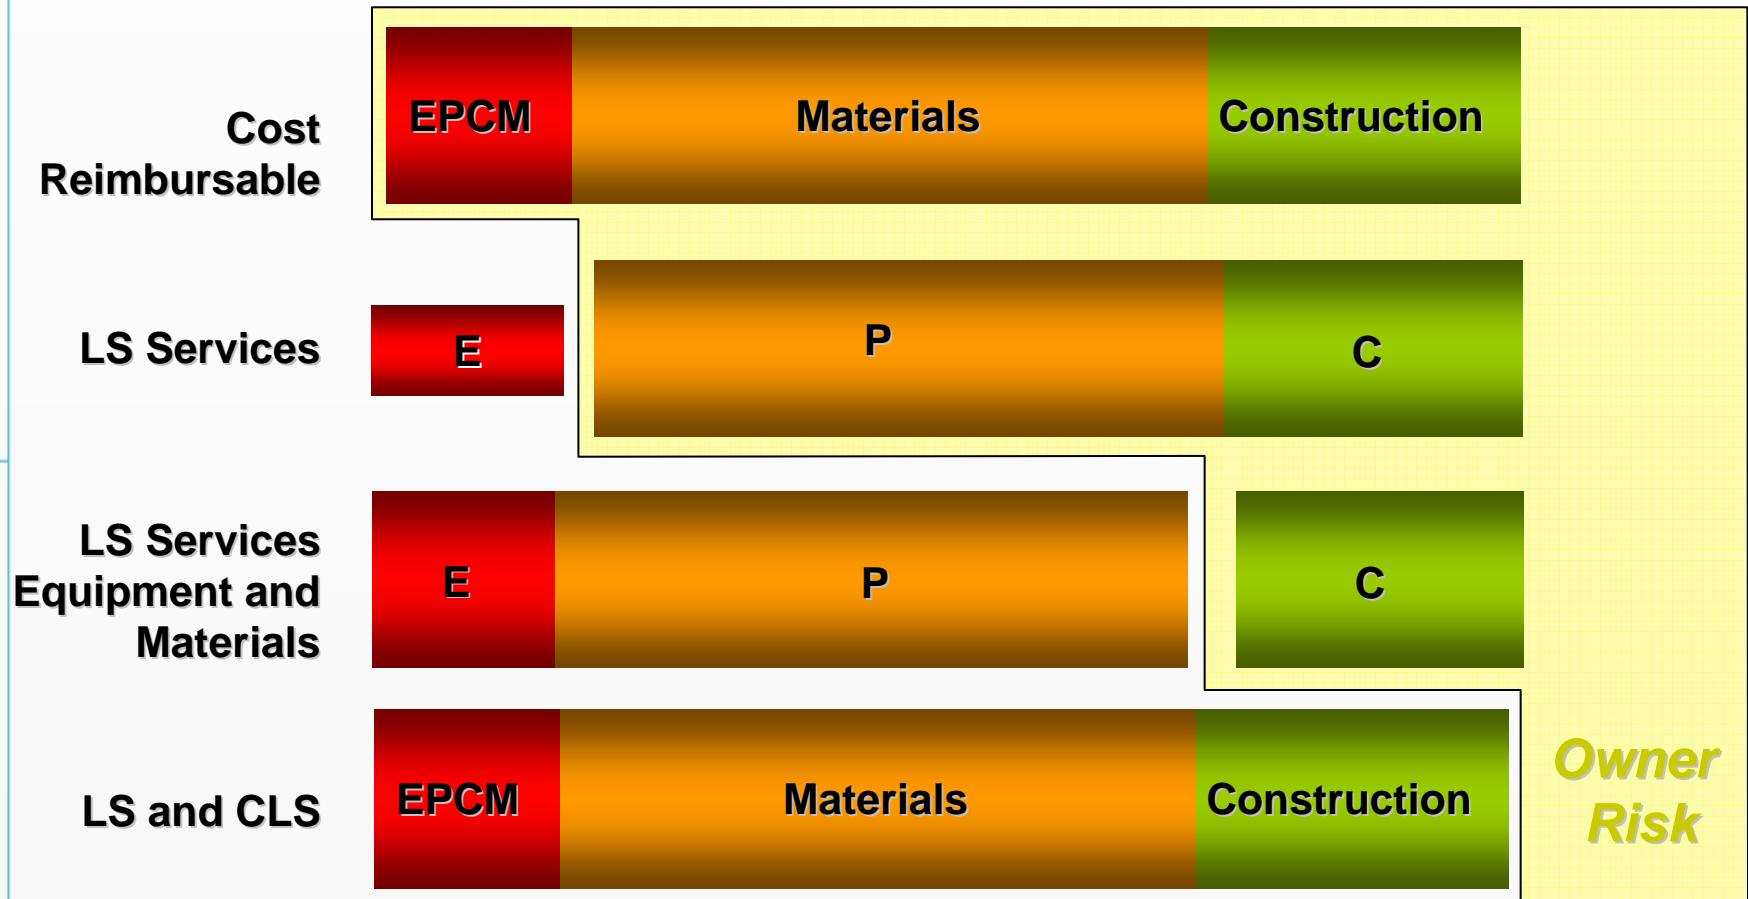 Cost
Reimbursable
EPCM
Materials
Construction
LS Services
E
P
C
LS Services
Equipment and
Materials
E
P
C
LS and CLS
EPCM
Materials
Construction
Owner
Risk